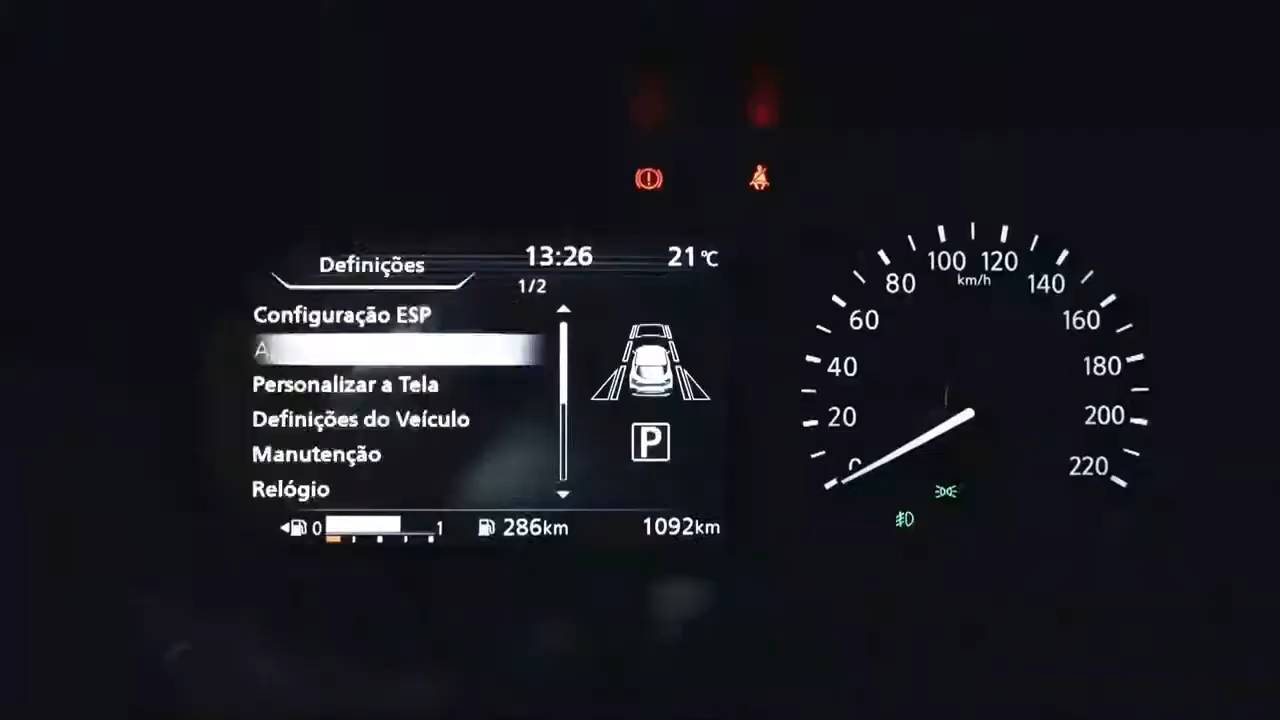 Definições
13:26
21 °C
1/2
Configuração ESP
Personalizar a Tela
Definições do Veículo
Manutenção
Relógio
P
0 1
286km
1092km
0
20
40
60
80
100
120
140
160
180
200
220
km/h